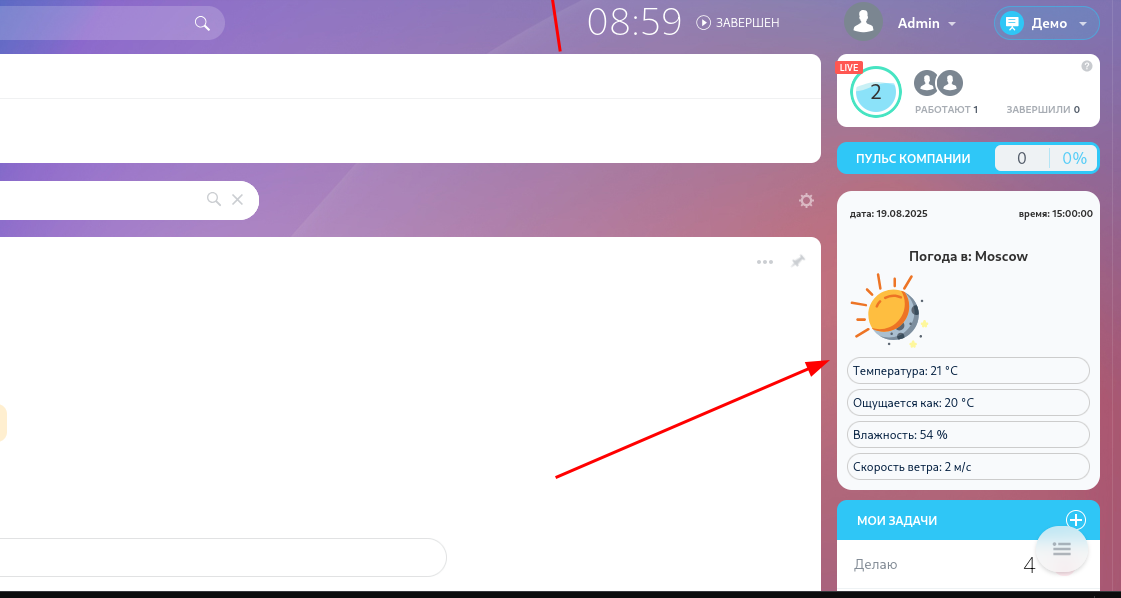 08:59 ЗАВЕРШЕН Admin Демо
LIVE
2
РАБОТАЮТ 1 ЗАВЕРШИЛИ 0
ПУЛЬС КОМПАНИИ 0 0%
дата: 19.08.2025 время: 15:00:00
Погода в: Moscow
Температура: 21 °C
Ощущается как: 20 °C
Влажность: 54 %
Скорость ветра: 2 м/с
МОИ ЗАДАЧИ
Делаю 4